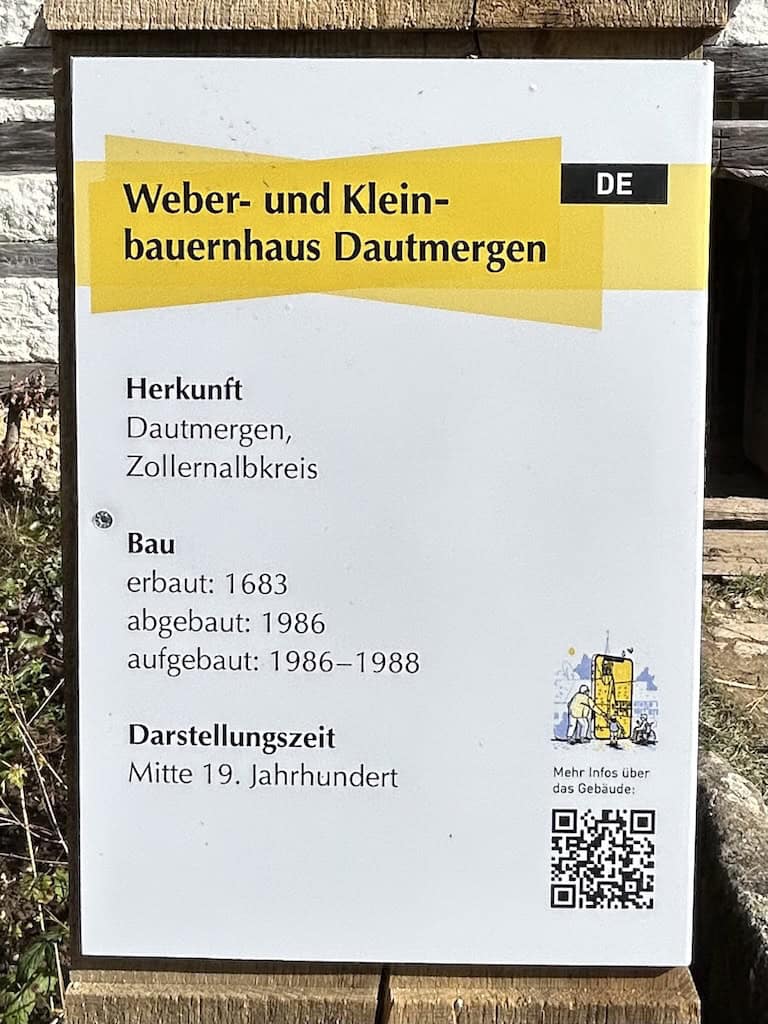 Weber- und Klein-
bauernhaus Dautmergen
DE
Herkunft
Dautmergen,
Zollernalbkreis
Bau
erbaut: 1683
abgebaut: 1986
aufgebaut: 1986–1988
Darstellungszeit
Mitte 19. Jahrhundert
Mehr Infos über
das Gebäude: